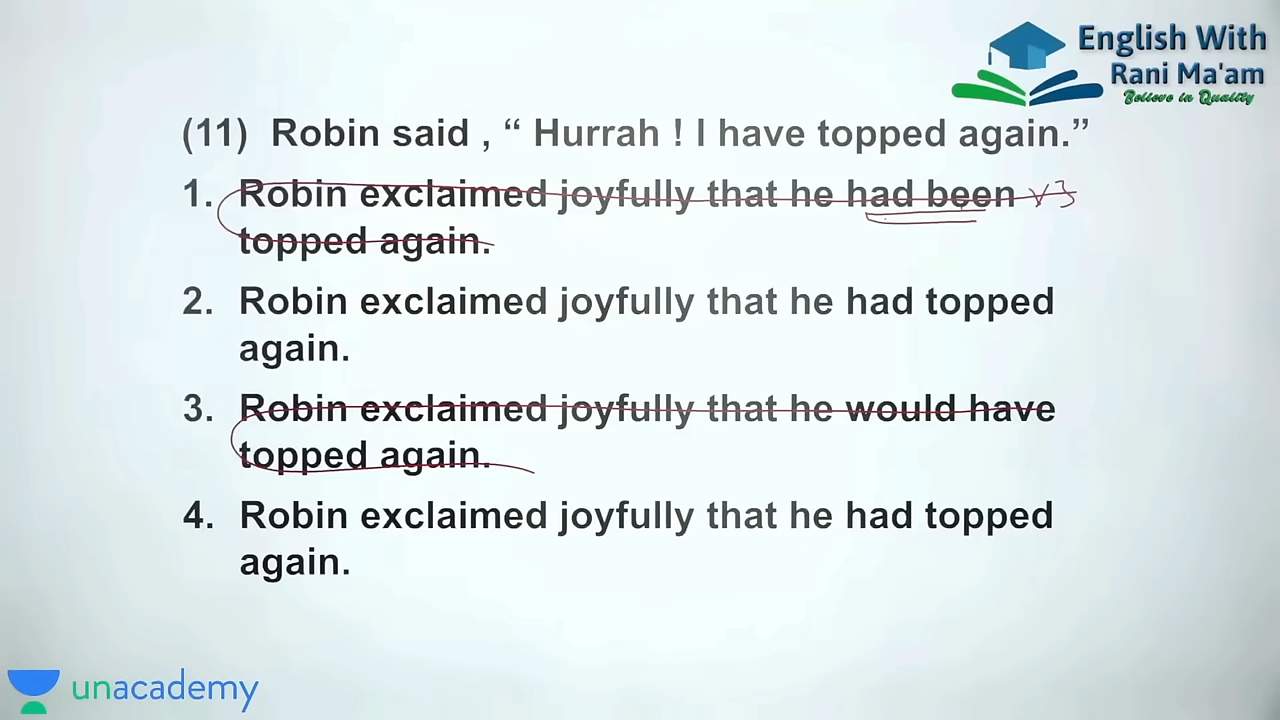 English With
Rani Ma'am
Believe in Quality
(11) Robin said , “ Hurrah ! I have topped again.”
1. Robin exclaimed joyfully that he had been v3
topped again.
2. Robin exclaimed joyfully that he had topped
again.
3. Robin exclaimed joyfully that he would have
topped again.
4. Robin exclaimed joyfully that he had topped
again.
unacademy